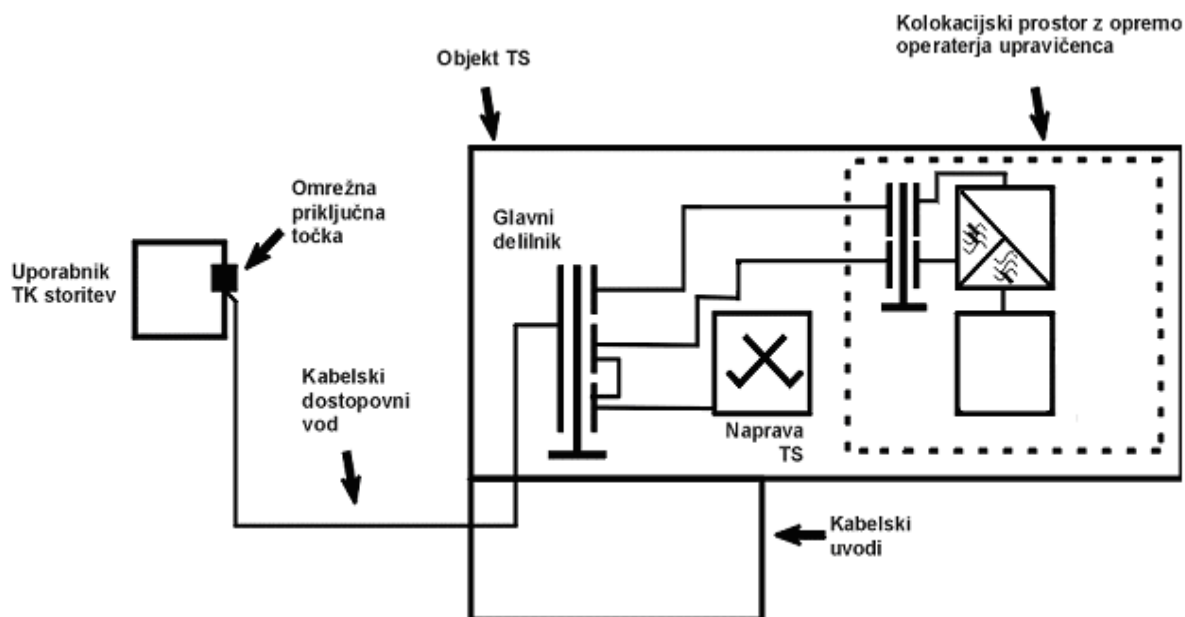 Kolokacijski prostor z opremo
operaterja upravičenca
Objekt TS
Omrežna
priključna
točka
Glavni
delilnik
Uporabnik
TK storitev
Kabelski
dostopovni
vod
Naprava
TS
Kabelski
uvodi